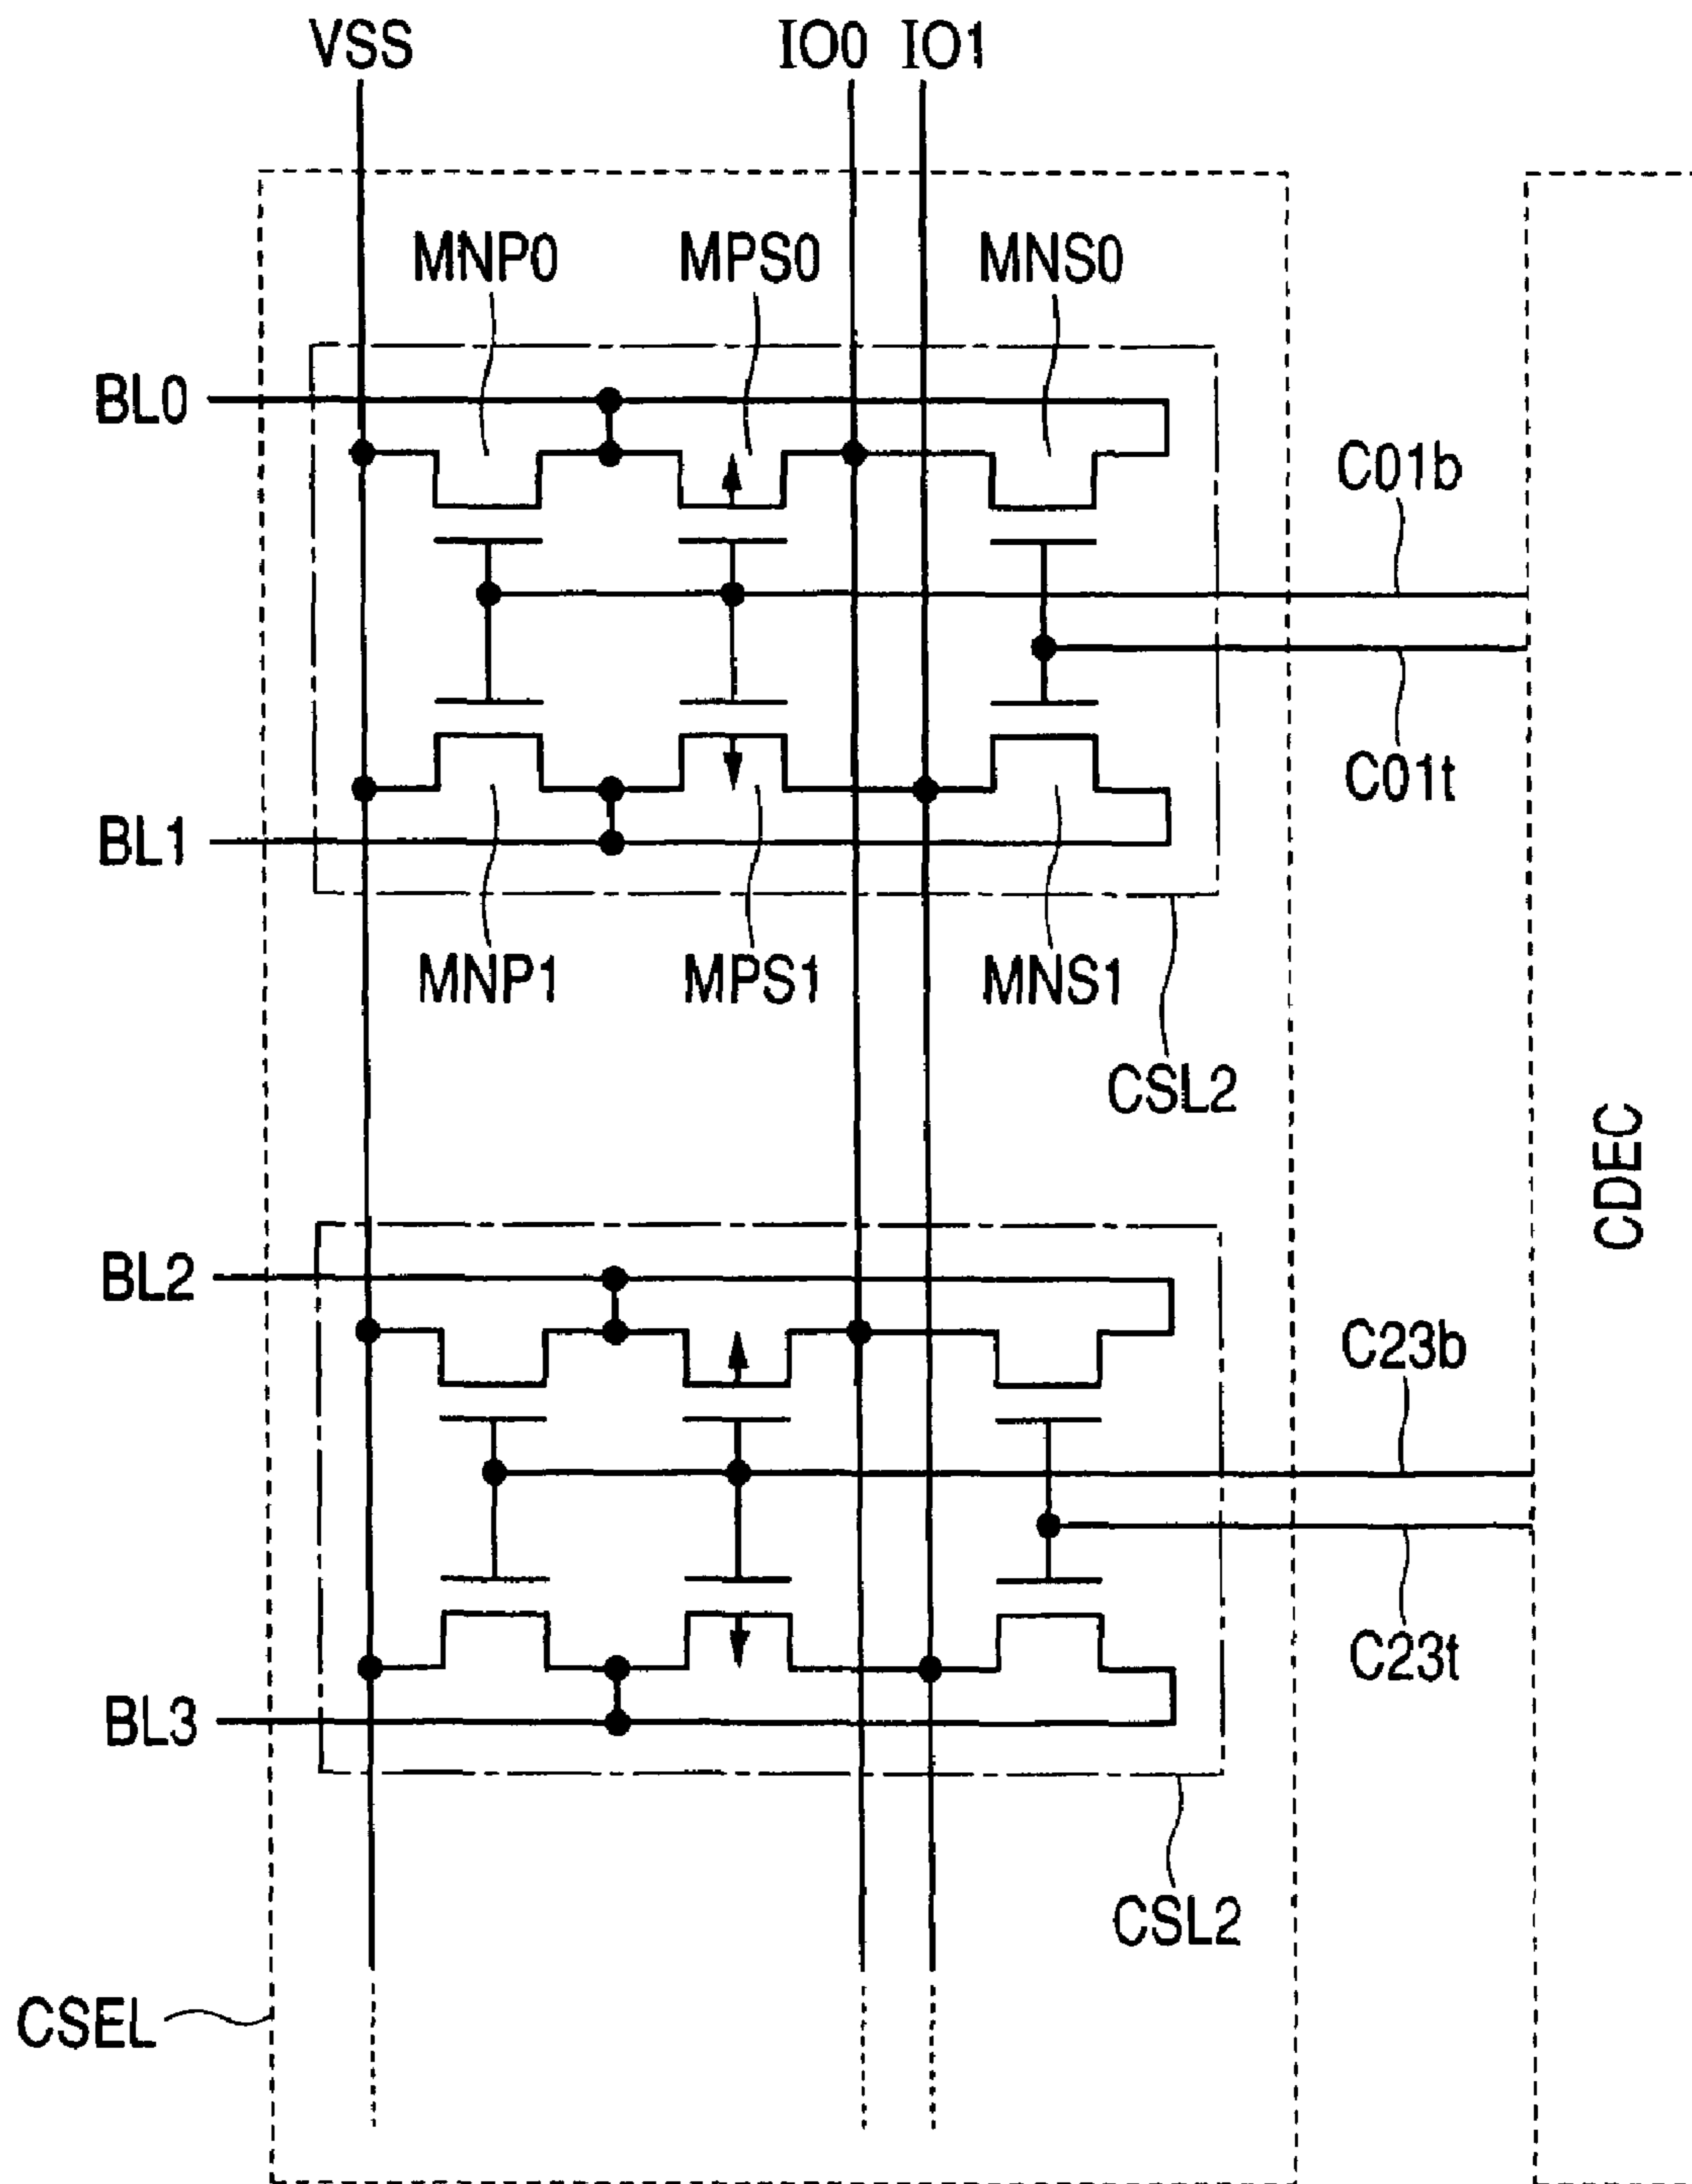 VSS IO0 IO1
MNP0 MPS0 MNS0
BL0
C01b
C01t
BL1
MNP1 MPS1 MNS1
CSL2
CDEC
BL2
C23b
C23t
BL3
CSL2
CSEL